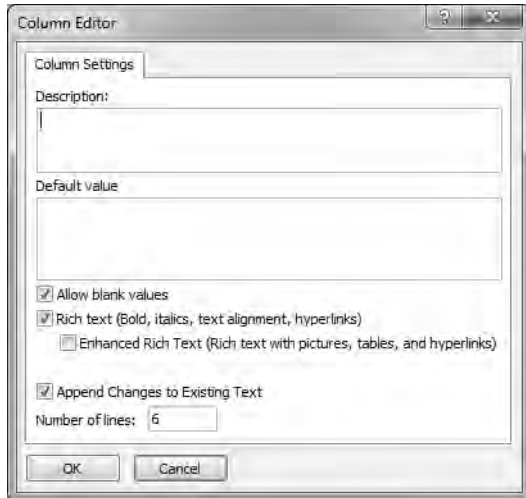 Column Editor
Column Settings
Description:
Default value
Allow blank values
Rich text (Bold, italics, text alignment, hyperlinks)
Enhanced Rich Text (Rich text with pictures, tables, and hyperlinks)
Append Changes to Existing Text
Number of lines: 6
OK Cancel